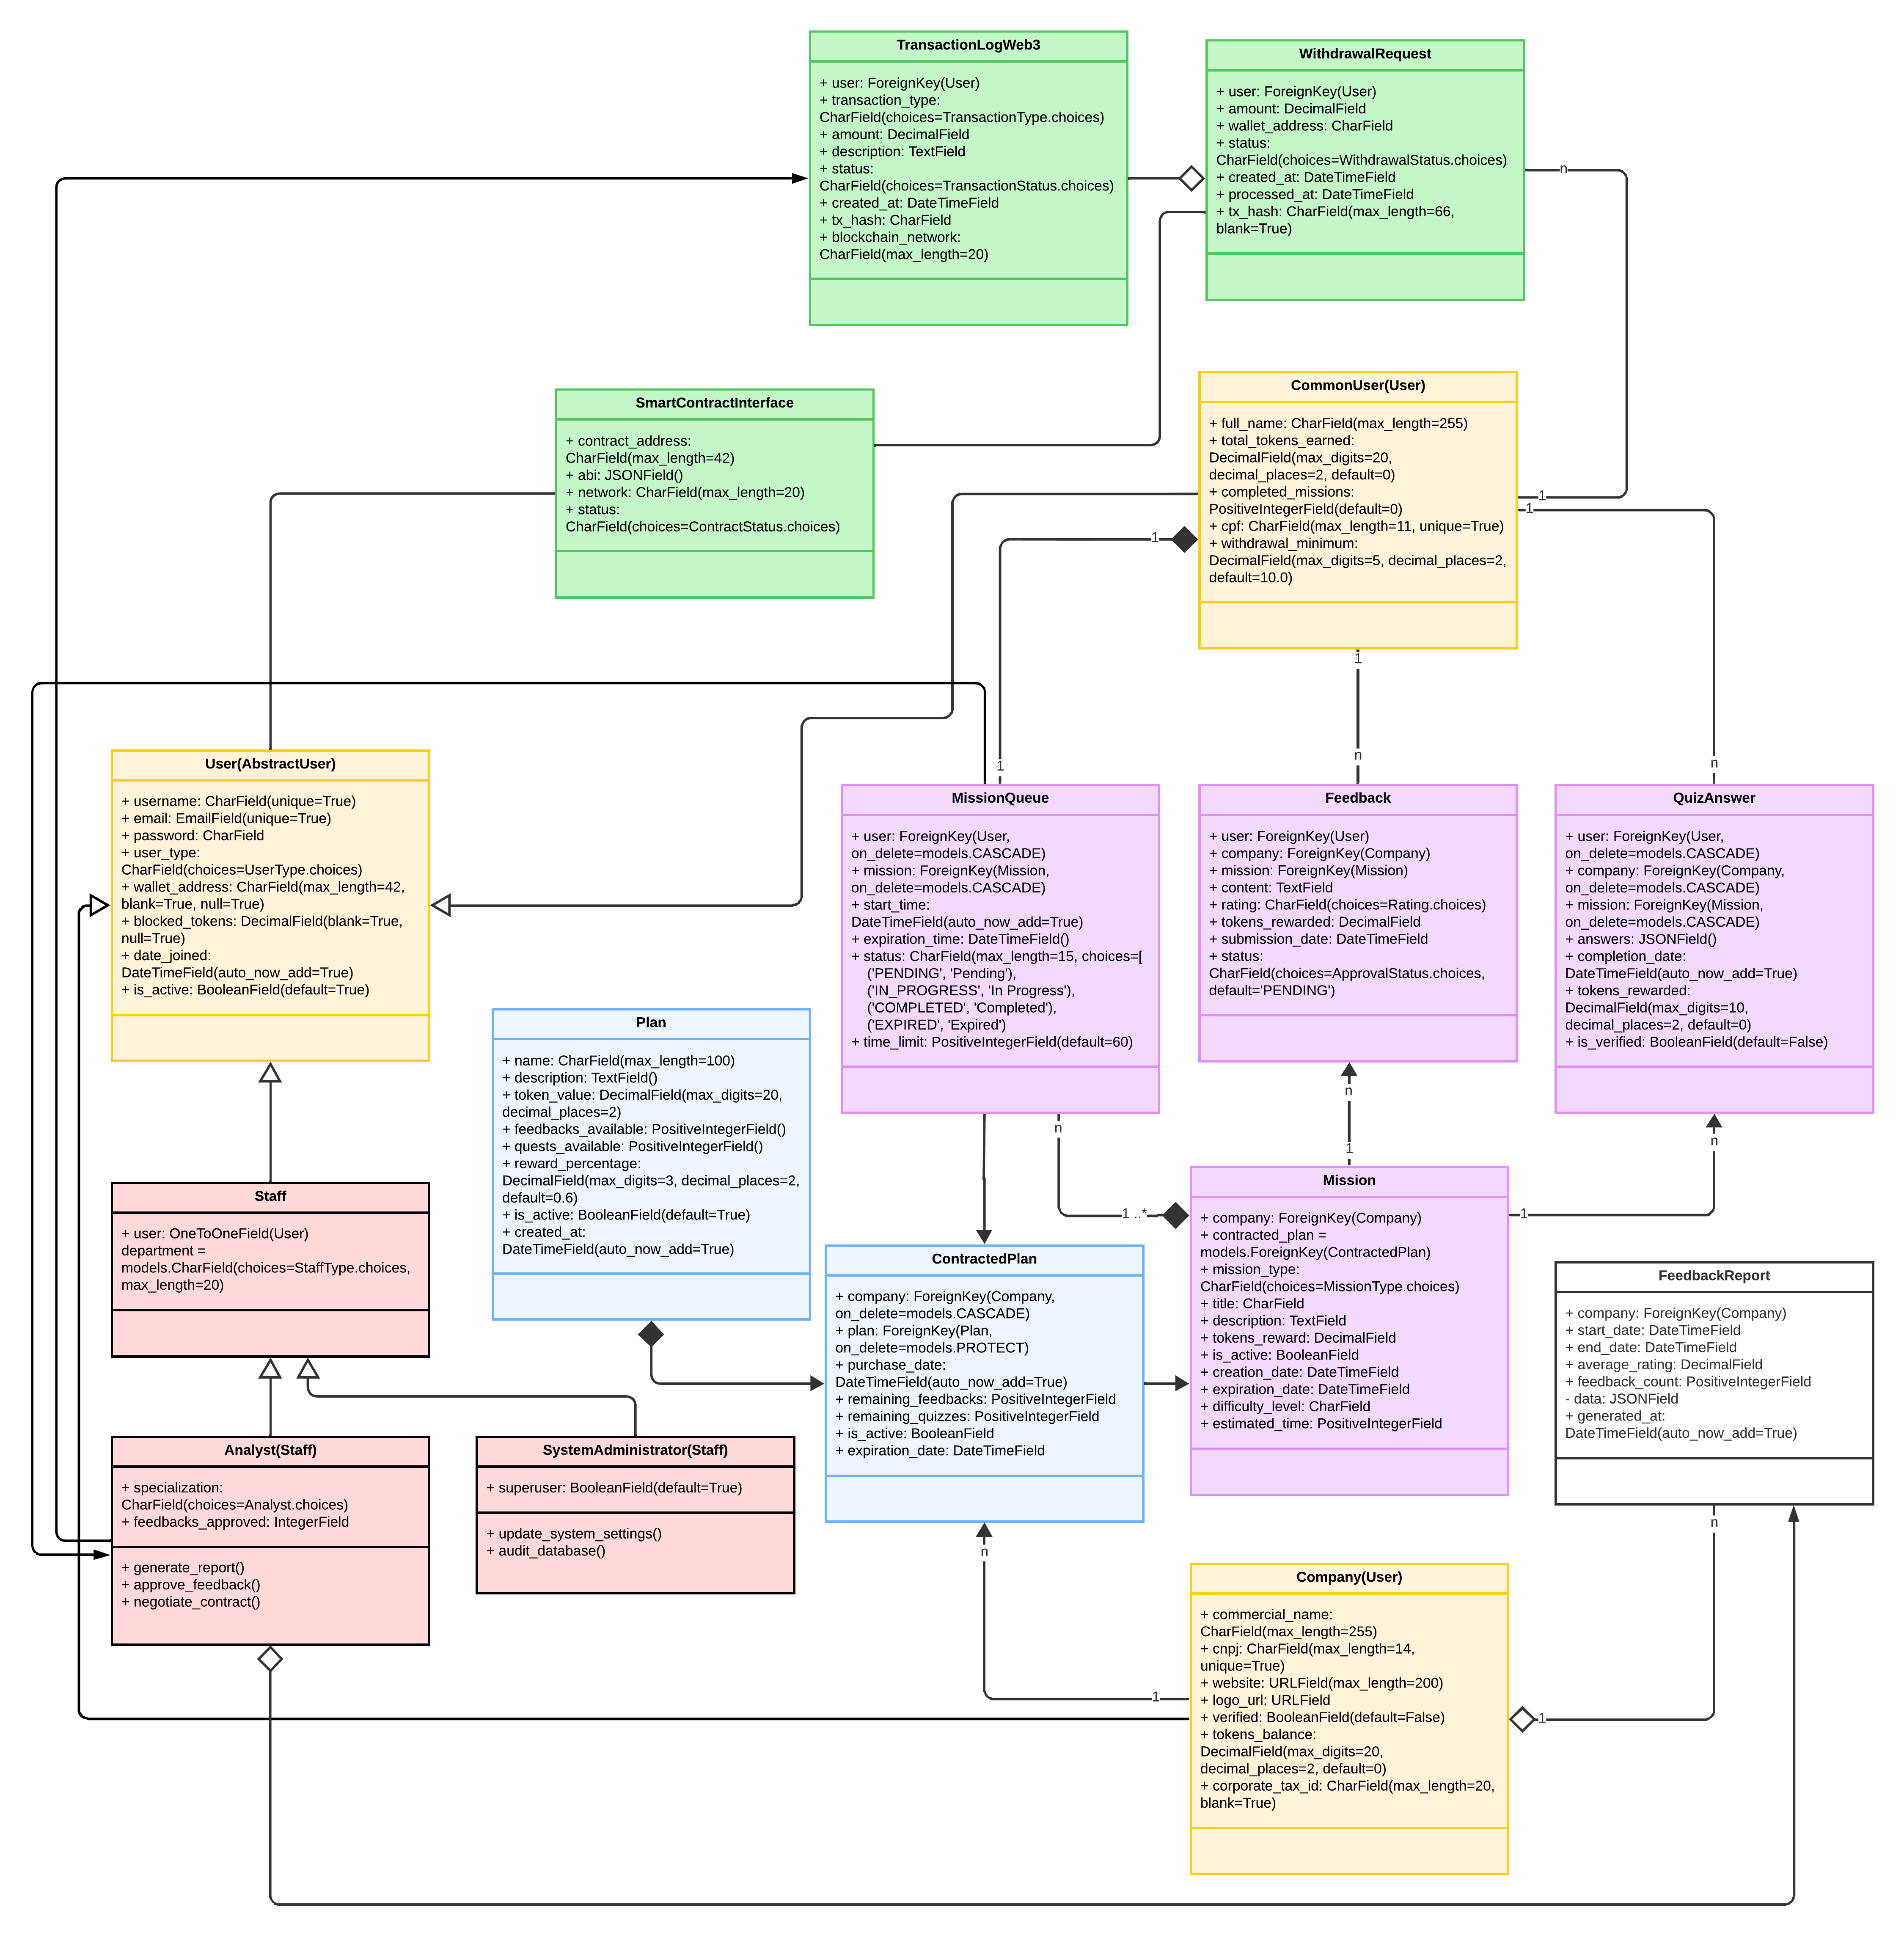 TransactionLogWeb3
+ user: ForeignKey(User)
+ transaction_type:
CharField(choices=TransactionType.choices)
+ amount: DecimalField
+ description: TextField
+ status:
CharField(choices=TransactionStatus.choices)
+ created_at: DateTimeField
+ tx_hash: CharField
+ blockchain_network:
CharField(max_length=20)
WithdrawalRequest
+ user: ForeignKey(User)
+ amount: DecimalField
+ wallet_address: CharField
+ status:
CharField(choices=WithdrawalStatus.choices)
+ created_at: DateTimeField
+ processed_at: DateTimeField
+ tx_hash: CharField(max_length=66,
blank=True)
n
SmartContractInterface
+ contract_address:
CharField(max_length=42)
+ abi: JSONField()
+ network: CharField(max_length=20)
+ status:
CharField(choices=ContractStatus.choices)
CommonUser(User)
+ full_name: CharField(max_length=255)
+ total_tokens_earned:
DecimalField(max_digits=20,
decimal_places=2, default=0)
+ completed_missions:
PositiveIntegerField(default=0)
+ cpf: CharField(max_length=11, unique=True)
+ withdrawal_minimum:
DecimalField(max_digits=5, decimal_places=2,
default=10.0)
1
1
1
1
n
n
1
User(AbstractUser)
+ username: CharField(unique=True)
+ email: EmailField(unique=True)
+ password: CharField
+ user_type:
CharField(choices=UserType.choices)
+ wallet_address: CharField(max_length=42,
blank=True, null=True)
+ blocked_tokens: DecimalField(blank=True,
null=True)
+ date_joined:
DateTimeField(auto_now_add=True)
+ is_active: BooleanField(default=True)
MissionQueue
+ user: ForeignKey(User,
on_delete=models.CASCADE)
+ mission: ForeignKey(Mission,
on_delete=models.CASCADE)
+ start_time:
DateTimeField(auto_now_add=True)
+ expiration_time: DateTimeField()
+ status: CharField(max_length=15, choices=[
('PENDING', 'Pending'),
('IN_PROGRESS', 'In Progress'),
('COMPLETED', 'Completed'),
('EXPIRED', 'Expired')
+ time_limit: PositiveIntegerField(default=60)
Feedback
+ user: ForeignKey(User)
+ company: ForeignKey(Company)
+ mission: ForeignKey(Mission)
+ content: TextField
+ rating: CharField(choices=Rating.choices)
+ tokens_rewarded: DecimalField
+ submission_date: DateTimeField
+ status:
CharField(choices=ApprovalStatus.choices,
default='PENDING')
QuizAnswer
+ user: ForeignKey(User,
on_delete=models.CASCADE)
+ company: ForeignKey(Company,
on_delete=models.CASCADE)
+ mission: ForeignKey(Mission,
on_delete=models.CASCADE)
+ answers: JSONField()
+ completion_date:
DateTimeField(auto_now_add=True)
+ tokens_rewarded:
DecimalField(max_digits=10,
decimal_places=2, default=0)
+ is_verified: BooleanField(default=False)
Plan
+ name: CharField(max_length=100)
+ description: TextField()
+ token_value: DecimalField(max_digits=20,
decimal_places=2)
+ feedbacks_available: PositiveIntegerField()
+ quests_available: PositiveIntegerField()
+ reward_percentage:
DecimalField(max_digits=3, decimal_places=2,
default=0.6)
+ is_active: BooleanField(default=True)
+ created_at:
DateTimeField(auto_now_add=True)
n
n
n
1
1 ..*
1
Staff
+ user: OneToOneField(User)
department =
models.CharField(choices=StaffType.choices,
max_length=20)
ContractedPlan
+ company: ForeignKey(Company,
on_delete=models.CASCADE)
+ plan: ForeignKey(Plan,
on_delete=models.PROTECT)
+ purchase_date:
DateTimeField(auto_now_add=True)
+ remaining_feedbacks: PositiveIntegerField
+ remaining_quizzes: PositiveIntegerField
+ is_active: BooleanField
+ expiration_date: DateTimeField
Mission
+ company: ForeignKey(Company)
+ contracted_plan =
models.ForeignKey(ContractedPlan)
+ mission_type:
CharField(choices=MissionType.choices)
+ title: CharField
+ description: TextField
+ tokens_reward: DecimalField
+ is_active: BooleanField
+ creation_date: DateTimeField
+ expiration_date: DateTimeField
+ difficulty_level: CharField
+ estimated_time: PositiveIntegerField
FeedbackReport
+ company: ForeignKey(Company)
+ start_date: DateTimeField
+ end_date: DateTimeField
+ average_rating: DecimalField
+ feedback_count: PositiveIntegerField
- data: JSONField
+ generated_at:
DateTimeField(auto_now_add=True)
Analyst(Staff)
+ specialization:
CharField(choices=Analyst.choices)
+ feedbacks_approved: IntegerField
+ generate_report()
+ approve_feedback()
+ negotiate_contract()
SystemAdministrator(Staff)
+ superuser: BooleanField(default=True)
+ update_system_settings()
+ audit_database()
n
n
1
1
Company(User)
+ commercial_name:
CharField(max_length=255)
+ cnpj: CharField(max_length=14,
unique=True)
+ website: URLField(max_length=200)
+ logo_url: URLField
+ verified: BooleanField(default=False)
+ tokens_balance:
DecimalField(max_digits=20,
decimal_places=2, default=0)
+ corporate_tax_id: CharField(max_length=20,
blank=True)